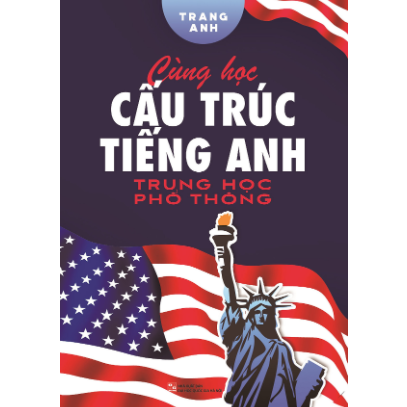 TRANG
ANH
Cùng học
CẤU TRÚC
TIẾNG ANH
TRUNG HỌC
PHỔ THÔNG